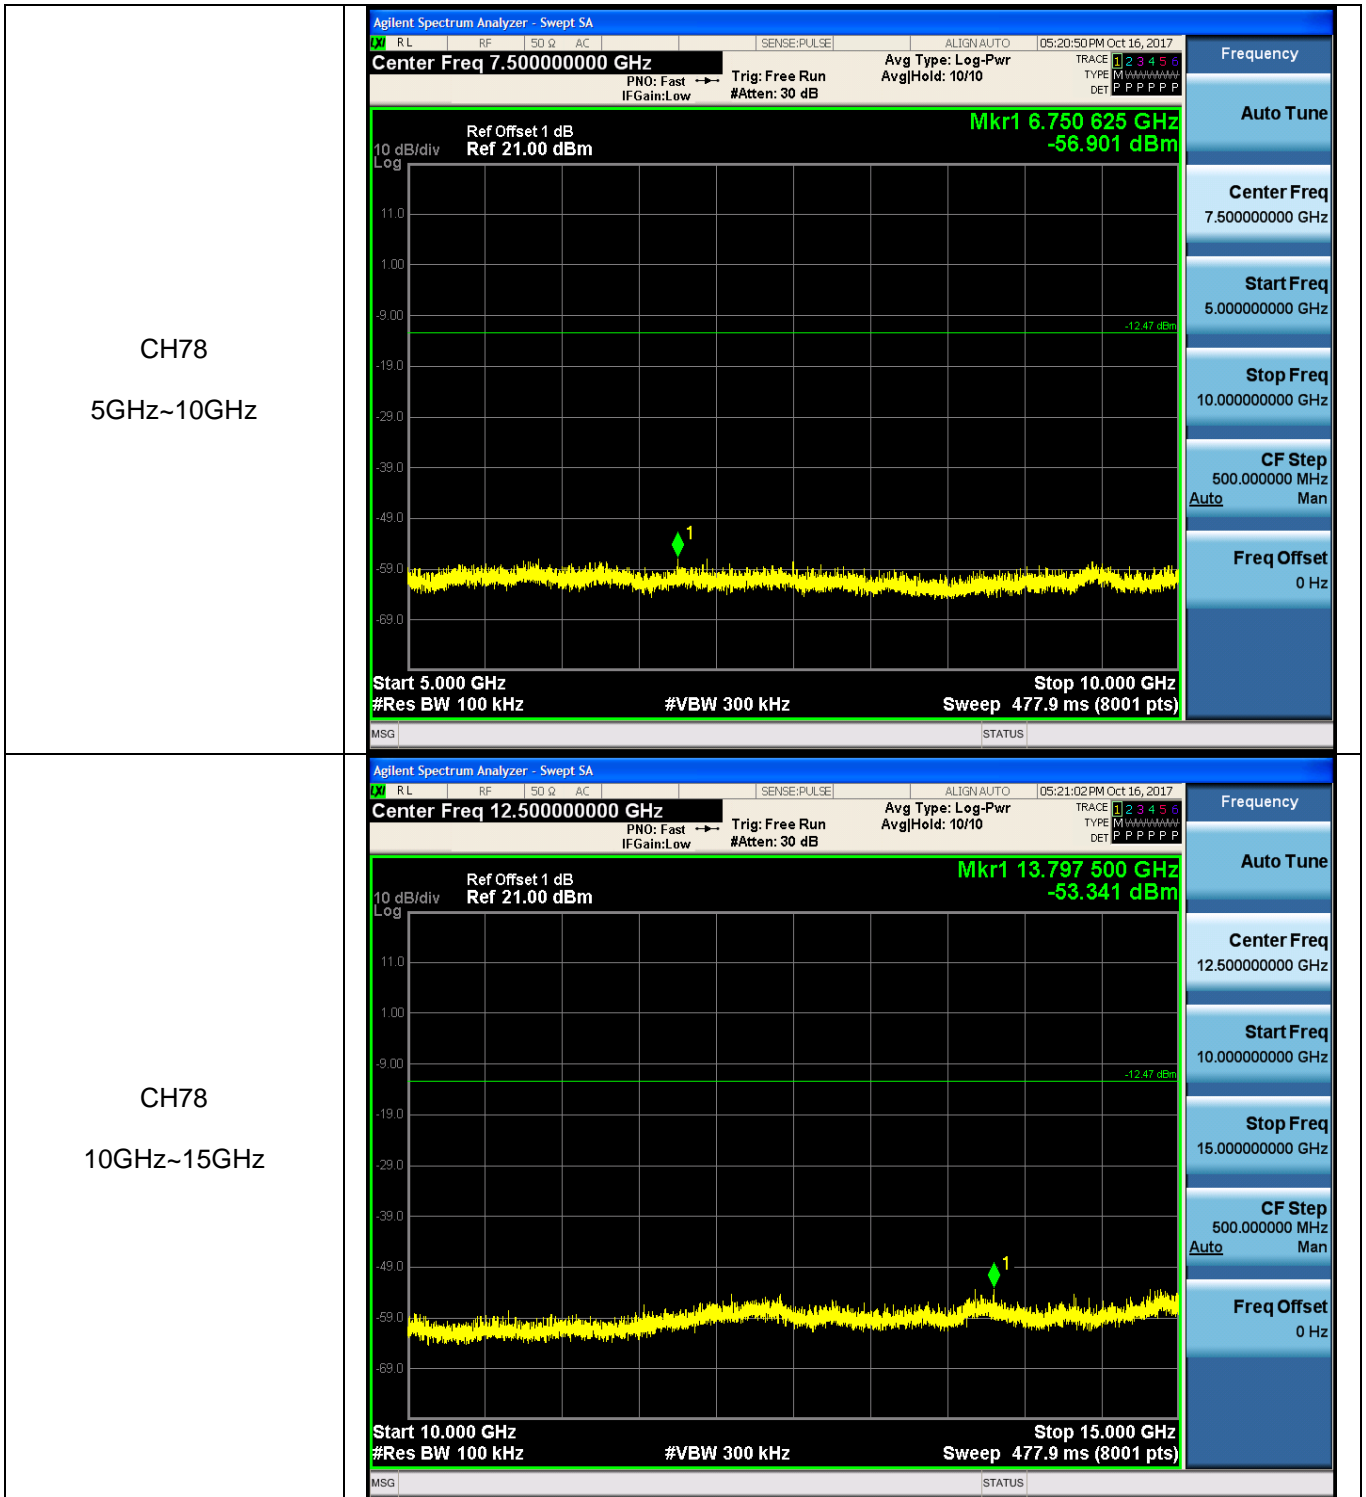 CH78
5GHz~10GHz
Agilent Spectrum Analyzer - Swept SA
LXI RL RF 50 Ω AC SENSE:PULSE ALIGN AUTO 05:20:50 PM Oct 16, 2017
Center Freq 7.500000000 GHz
PNO: Fast
IFGain:Low
Trig: Free Run
#Atten: 30 dB
Avg Type: Log-Pwr
Avg|Hold: 10/10
TRACE 1 2 3 4 5 6
TYPE M WWWWW
DET P P P P P P
Mkr1 6.750 625 GHz
-56.901 dBm
Ref Offset 1 dB
10 dB/div Ref 21.00 dBm
Log
11.0
1.00
-9.00
-12.47 dBm
-19.0
-29.0
-39.0
-49.0
1
-59.0
-69.0
Start 5.000 GHz Stop 10.000 GHz
#Res BW 100 kHz #VBW 300 kHz Sweep 477.9 ms (8001 pts)
MSG STATUS
Frequency
Auto Tune
Center Freq
7.500000000 GHz
Start Freq
5.000000000 GHz
Stop Freq
10.000000000 GHz
CF Step
500.000000 MHz
Auto Man
Freq Offset
0 Hz
CH78
10GHz~15GHz
Agilent Spectrum Analyzer - Swept SA
LXI RL RF 50 Ω AC SENSE:PULSE ALIGN AUTO 05:21:02 PM Oct 16, 2017
Center Freq 12.500000000 GHz
PNO: Fast
IFGain:Low
Trig: Free Run
#Atten: 30 dB
Avg Type: Log-Pwr
Avg|Hold: 10/10
TRACE 1 2 3 4 5 6
TYPE M WWWWW
DET P P P P P P
Mkr1 13.797 500 GHz
-53.341 dBm
Ref Offset 1 dB
10 dB/div Ref 21.00 dBm
Log
11.0
1.00
-9.00
-12.47 dBm
-19.0
-29.0
-39.0
-49.0
1
-59.0
-69.0
Start 10.000 GHz Stop 15.000 GHz
#Res BW 100 kHz #VBW 300 kHz Sweep 477.9 ms (8001 pts)
MSG STATUS
Frequency
Auto Tune
Center Freq
12.500000000 GHz
Start Freq
10.000000000 GHz
Stop Freq
15.000000000 GHz
CF Step
500.000000 MHz
Auto Man
Freq Offset
0 Hz